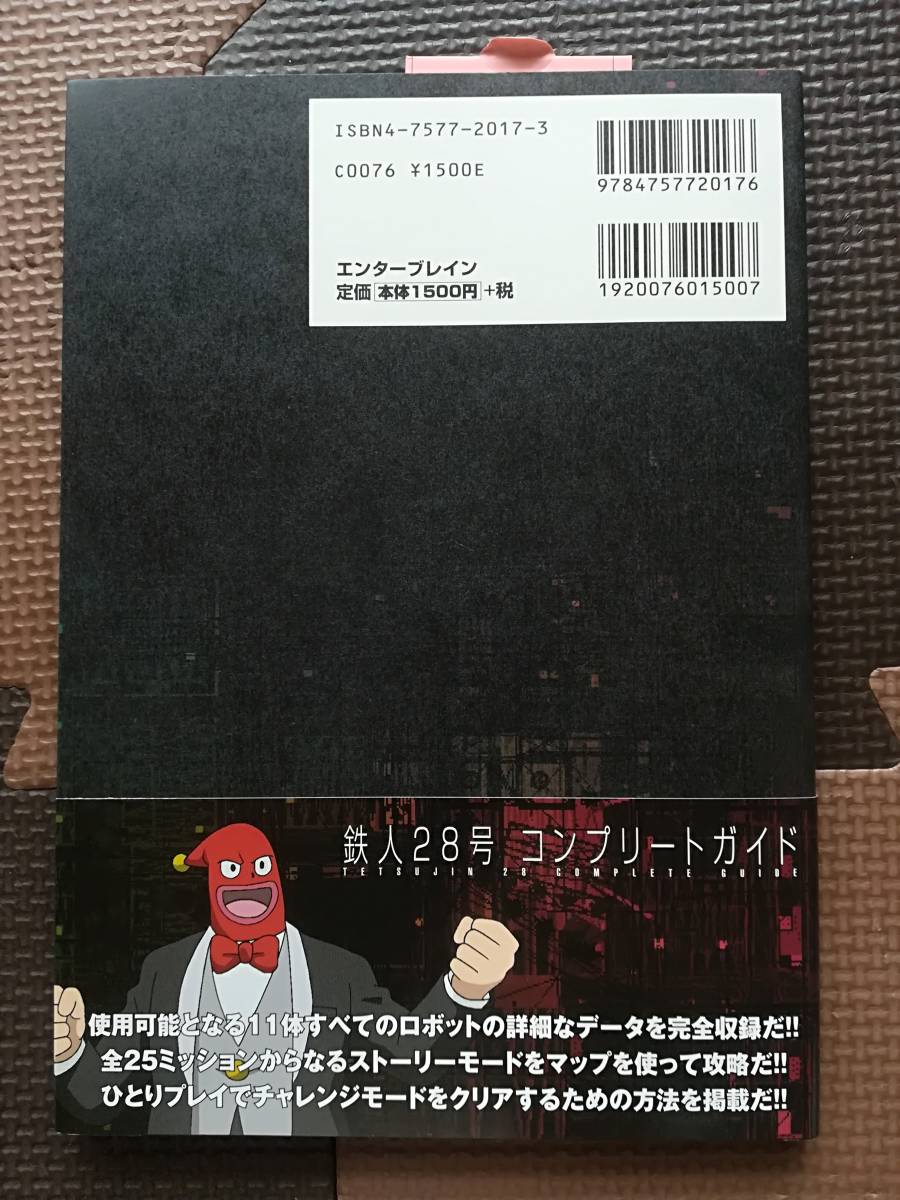 ISBN4-7577-2017-3
C0076 ¥1500E
9784757720176
エンターブレイン
定価 本体1500円 +税
1920076015007
鉄人28号 コンプリートガイド
TETSUJIN 28 COMPLETE GUIDE
使用可能となる11体すべてのロボットの詳細なデータを完全収録だ!!
全25ミッションからなるストーリーモードをマップを使って攻略だ!!
ひとりプレイでチャレンジモードをクリアするための方法を掲載だ!!